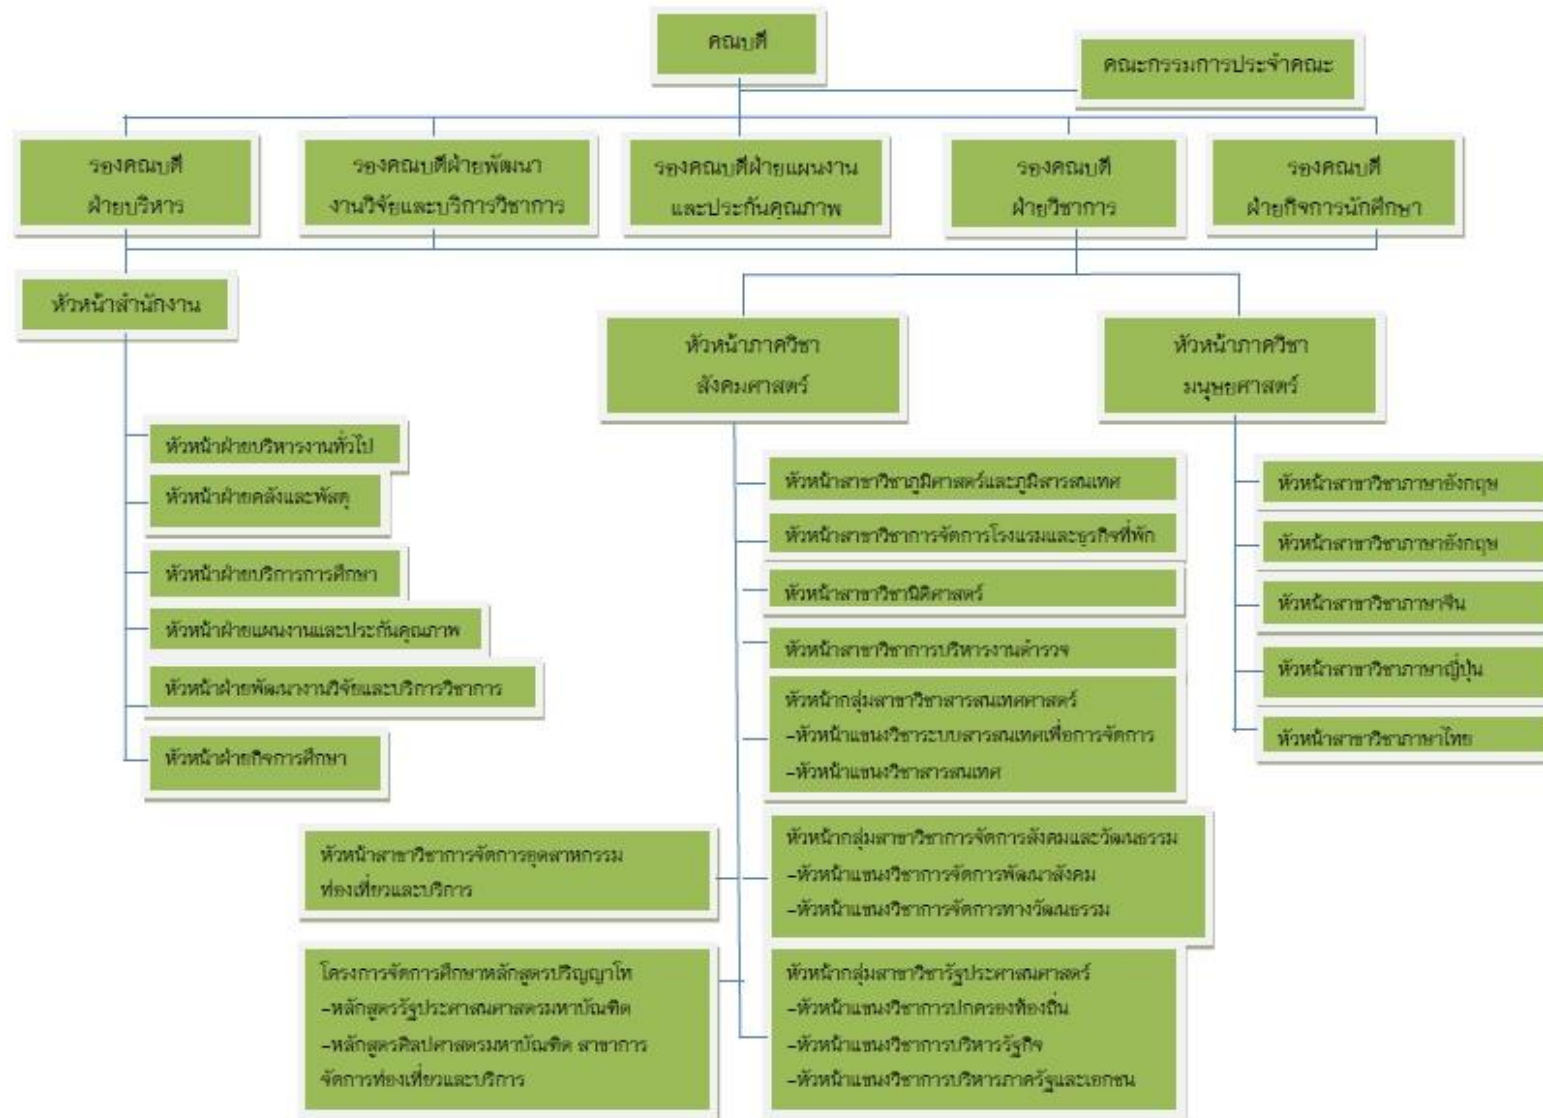 คณบดี
คณะกรรมการประจำคณะ
รองคณบดี
ฝ่ายบริหาร
รองคณบดีฝ่ายพัฒนา
งานวิจัยและบริการวิชาการ
รองคณบดีฝ่ายแผนงาน
และประกันคุณภาพ
รองคณบดี
ฝ่ายวิชาการ
รองคณบดี
ฝ่ายกิจการนักศึกษา
หัวหน้าสำนักงาน
หัวหน้าภาควิชา
สังคมศาสตร์
หัวหน้าภาควิชา
มนุษยศาสตร์
หัวหน้าฝ่ายบริหารงานทั่วไป
หัวหน้าฝ่ายคลังและพัสดุ
หัวหน้าฝ่ายบริการการศึกษา
หัวหน้าฝ่ายแผนงานและประกันคุณภาพ
หัวหน้าฝ่ายพัฒนางานวิจัยและบริการวิชาการ
หัวหน้าฝ่ายกิจการศึกษา
หัวหน้าสาขาวิชาภูมิศาสตร์และภูมิสารสนเทศ
หัวหน้าสาขาวิชาการจัดการโรงแรมและธุรกิจที่พัก
หัวหน้าสาขาวิชานิติศาสตร์
หัวหน้าสาขาวิชาการบริหารงานตำรวจ
หัวหน้ากลุ่มสาขาวิชาสารสนเทศศาสตร์
-หัวหน้าแขนงวิชาระบบสารสนเทศเพื่อการจัดการ
-หัวหน้าแขนงวิชาสารสนเทศ
หัวหน้ากลุ่มสาขาวิชาการจัดการสังคมและวัฒนธรรม
-หัวหน้าแขนงวิชาการจัดการพัฒนาสังคม
-หัวหน้าแขนงวิชาการจัดการทางวัฒนธรรม
หัวหน้ากลุ่มสาขาวิชารัฐประศาสนศาสตร์
-หัวหน้าแขนงวิชาการปกครองท้องถิ่น
-หัวหน้าแขนงวิชาการบริหารรัฐกิจ
-หัวหน้าแขนงวิชาการบริหารภาครัฐและเอกชน
หัวหน้าสาขาวิชาการจัดการอุตสาหกรรม
ท่องเที่ยวและบริการ
โครงการจัดการศึกษาหลักสูตรปริญญาโท
-หลักสูตรรัฐประศาสนศาสตรมหาบัณฑิต
-หลักสูตรศิลปศาสตรมหาบัณฑิต สาขาการ
จัดการท่องเที่ยวและบริการ
หัวหน้าสาขาวิชาภาษาอังกฤษ
หัวหน้าสาขาวิชาภาษาอังกฤษ
หัวหน้าสาขาวิชาภาษาจีน
หัวหน้าสาขาวิชาภาษาญี่ปุ่น
หัวหน้าสาขาวิชาภาษาไทย